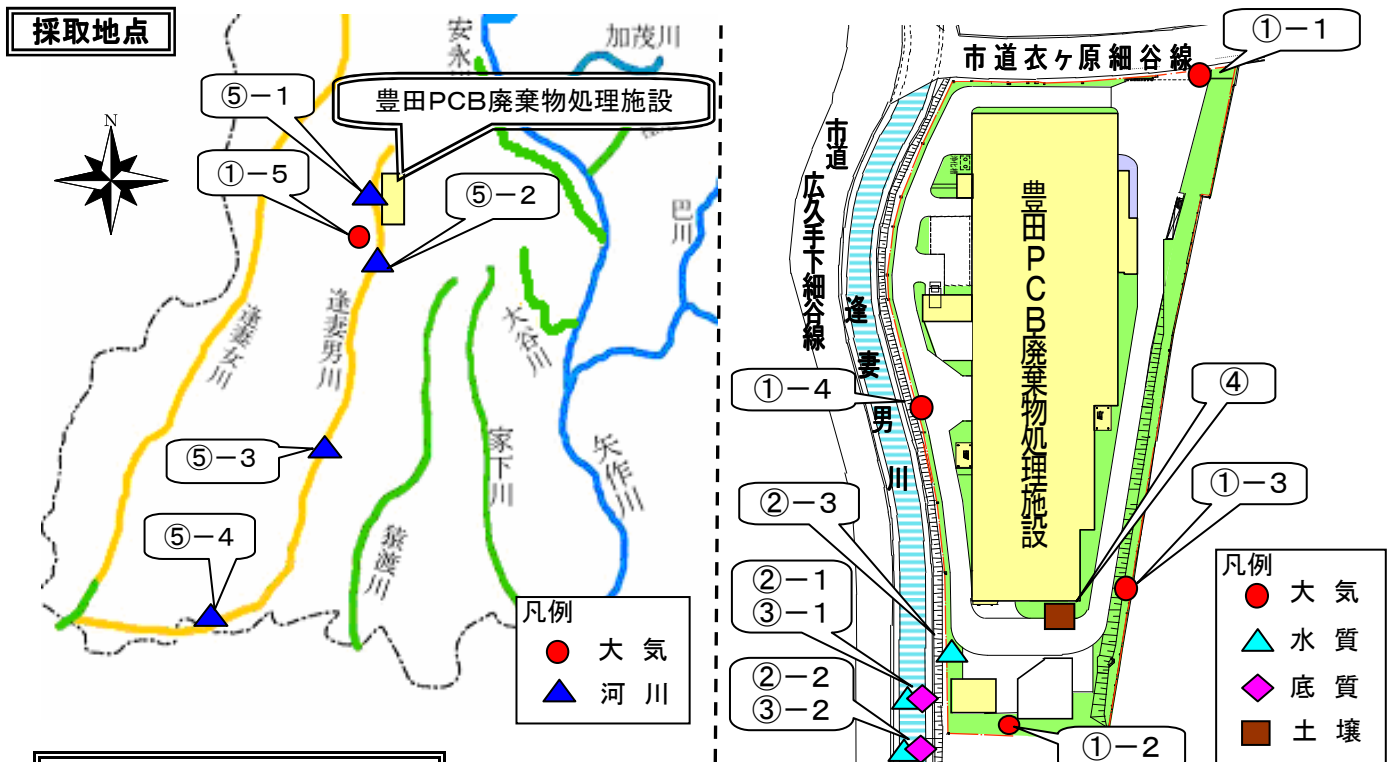 採取地点
N
⑤-1
豊田PCB廃棄物処理施設
①-5
⑤-2
⑤-3
⑤-4
安永川
加茂川
巴川
逢妻女川
逢妻男川
大谷川
家下川
矢作川
猿渡川
凡例
大気
河川
①-1
市道衣ヶ原細谷線
市道
広久手下細谷線
逢妻男川
豊田PCB廃棄物処理施設
①-4
④
①-3
②-3
②-1
③-1
②-2
③-2
①-2
凡例
大気
水質
底質
土壌